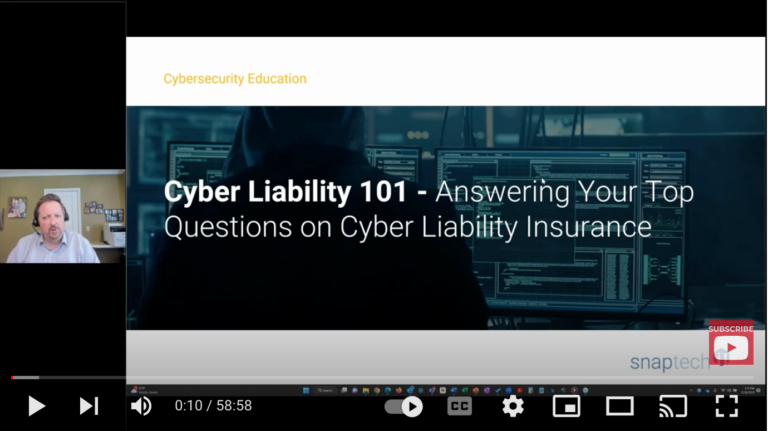 Cybersecurity Education
Cyber Liability 101 - Answering Your Top
Questions on Cyber Liability Insurance
SUBSCRIBE
snaptech
0:10 / 58:58
CC